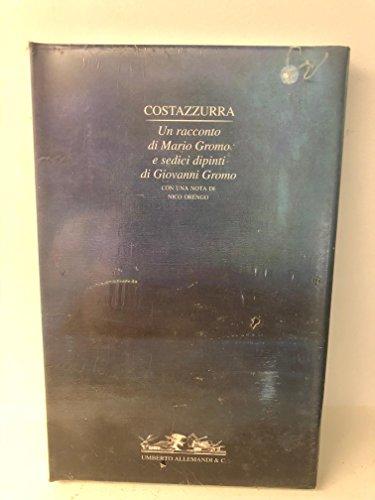 COSTAZZURRA
Un racconto
di Mario Gromo
e sedici dipinti
di Giovanni Gromo
CON UNA NOTA DI
NICO ORENGO
UMBERTO ALLEMANDI & C.